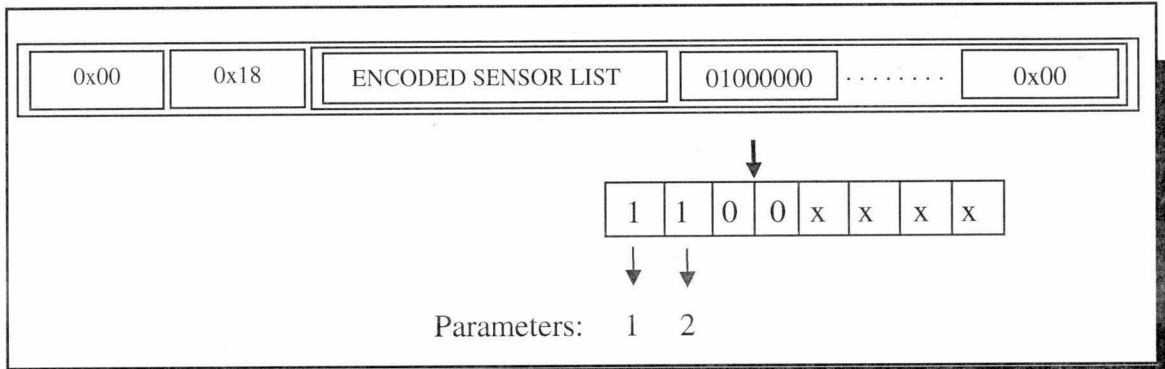 0x00 0x18 ENCODED SENSOR LIST 01000000 ········ 0x00
1 1 0 0 x x x x
Parameters: 1 2